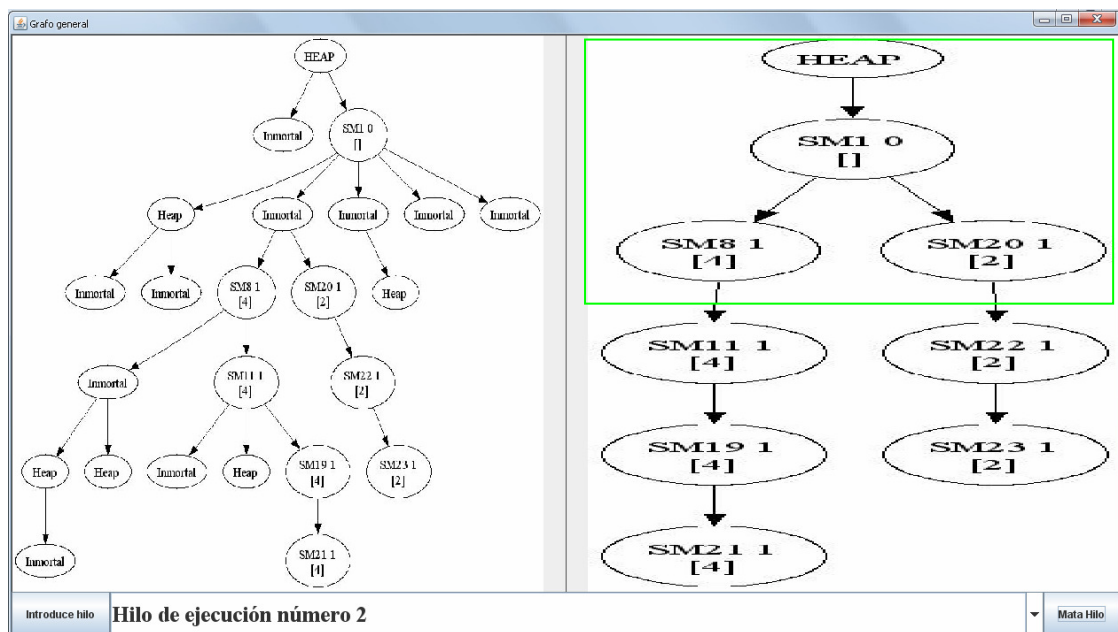 Grafo general
HEAP
Inmortal
SM1 0
[]
Heap
Inmortal
Inmortal
Inmortal
Inmortal
Inmortal
Inmortal
SM8 1
[4]
SM20 1
[2]
Heap
Inmortal
SM11 1
[4]
SM22 1
[2]
Heap
Heap
Inmortal
Heap
SM19 1
[4]
SM23 1
[2]
Inmortal
SM21 1
[4]
HEAP
SM1 0
[]
SM8 1
[4]
SM20 1
[2]
SM11 1
[4]
SM22 1
[2]
SM19 1
[4]
SM23 1
[2]
SM21 1
[4]
Introduce hilo
Hilo de ejecución número 2
Mata Hilo